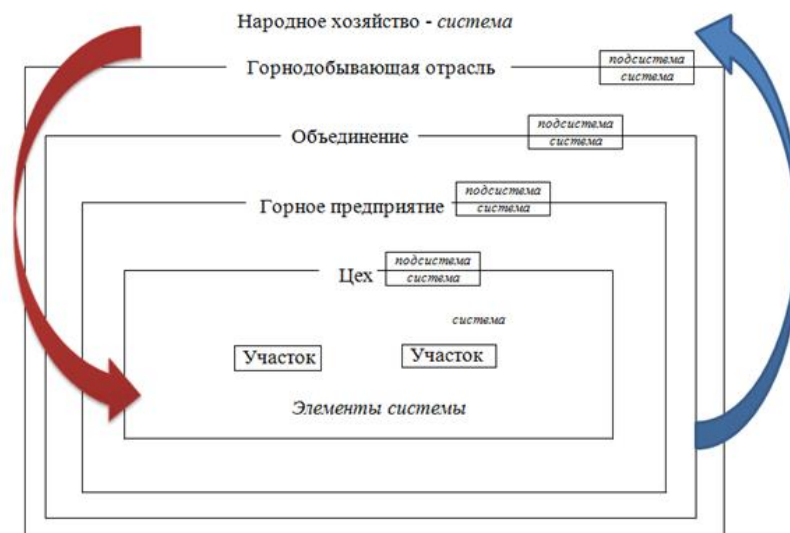 Народное хозяйство - система
Горнодобывающая отрасль
подсистема
система
Объединение
подсистема
система
Горное предприятие
подсистема
система
Цех
подсистема
система
система
Участок
Участок
Элементы системы